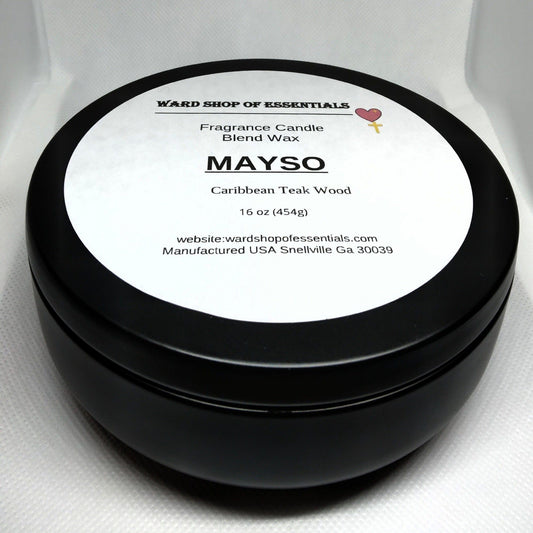 WARD SHOP OF ESSENTIALS
Fragrance Candle
Blend Wax
MAYSO
Caribbean Teak Wood
16 oz (454g)
website:wardshopofessentials.com
Manufactured USA Snellville Ga 30039